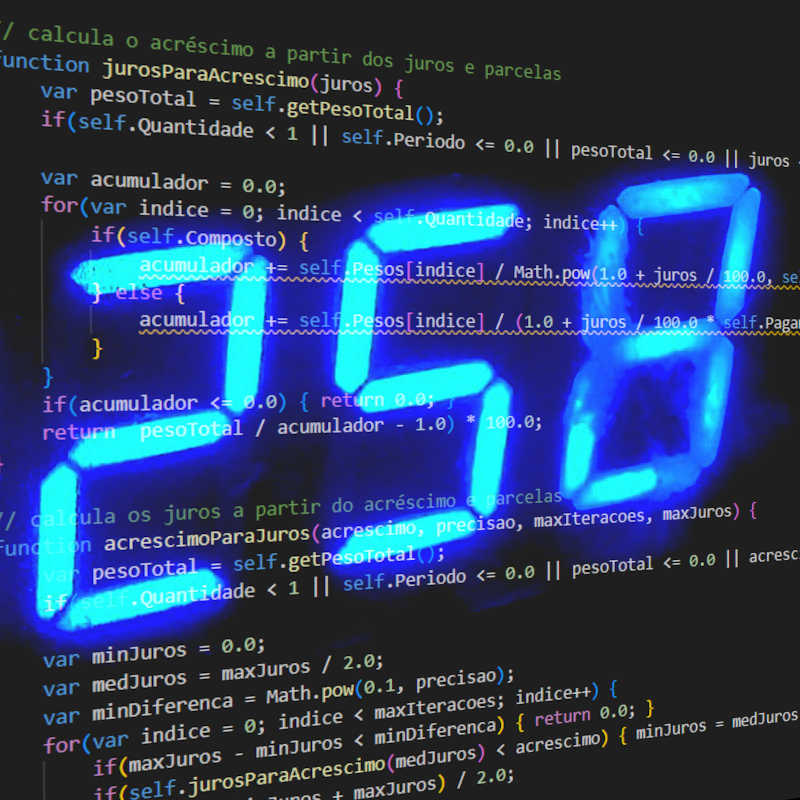 // calcula o acréscimo a partir dos juros e parcelas
function jurosParaAcrescimo(juros) {
var pesoTotal = self.getPesoTotal();
if(self.Quantidade < 1 || self.Periodo <= 0.0 || pesoTotal <= 0.0 || juros
var acumulador = 0.0;
for(var indice = 0; indice < self.Quantidade; indice++) {
if(self.Composto) {
acumulador += self.Pesos[indice] / Math.pow(1.0 + juros / 100.0, se
} else {
acumulador += self.Pesos[indice] / (1.0 + juros / 100.0 * self.Pagam
}
}
if(acumulador <= 0.0) { return 0.0; }
return (pesoTotal / acumulador - 1.0) * 100.0;
}
258
// calcula os juros a partir do acréscimo e parcelas
function acrescimoParaJuros(acrescimo, precisao, maxIteracoes, maxJuros) {
var pesoTotal = self.getPesoTotal();
if(self.Quantidade < 1 || self.Periodo <= 0.0 || pesoTotal <= 0.0 || acresc
var minJuros = 0.0;
var medJuros = maxJuros / 2.0;
var minDiferenca = Math.pow(0.1, precisao);
for(var indice = 0; indice < maxIteracoes; indice++) {
if(maxJuros - minJuros < minDiferenca) { return 0.0; }
if(self.jurosParaAcrescimo(medJuros) < acrescimo) { minJuros = medJuros
Juros + maxJuros) / 2.0;